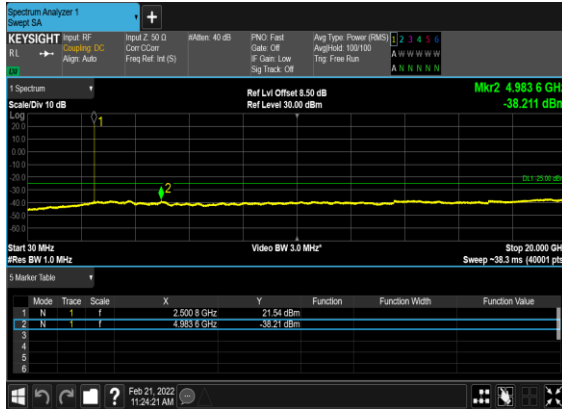 Spectrum Analyzer 1
Swept SA
+
KEYSIGHT Input: RF Input Z: 50 Ω #Atten: 40 dB PNO: Fast Avg Type: Power (RMS) 1 2 3 4 5 6
RL Coupling: DC Corr CCorr Gate: Off Avg|Hold: 100/100 A W W W W W
Align: Auto Freq Ref: Int (S) IF Gain: Low Trig: Free Run
LU Sig Track: Off A N N N N N
1 Spectrum Ref Lvl Offset 8.50 dB Mkr2 4.983 6 GHz
Scale/Div 10 dB Ref Level 30.00 dBm -38.211 dBm
Log
20.0
10.0
0.00
-10.0
-20.0
-30.0
-40.0
-50.0
-60.0
1
2
DL1 -25.00 dBm
Start 30 MHz Video BW 3.0 MHz* Stop 20.000 GHz
#Res BW 1.0 MHz Sweep ~38.3 ms (40001 pts)
5 Marker Table
Mode Trace Scale X Y Function Function Width Function Value
1 N 1 f 2.500 8 GHz 21.54 dBm
2 N 1 f 4.983 6 GHz -38.21 dBm
3
4
5
6
? Feb 21, 2022
11:24:21 AM